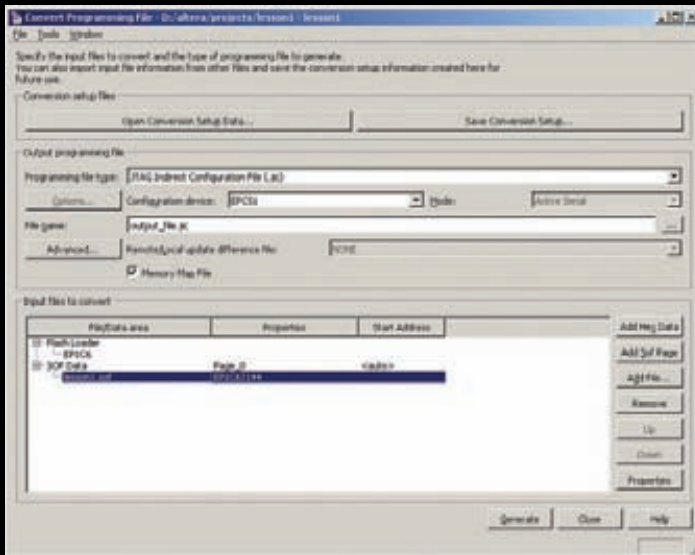 Convert Programming File - D:/altera/projects/lesson1 - lesson1
File Tools Window
Specify the input files to convert and the type of programming file to generate.
You can also import input file information from other files and save the conversion setup information created here for
future use.
Conversion setup files
Open Conversion Setup Data...
Save Conversion Setup...
Output programming file
Programming file type: JTAG Indirect Configuration File (.jic)
Options...
Configuration device:
Mode: Active Serial
File name: output_file.jic
...
Advanced...
Remote/Local update difference file: NONE
Memory Map File
Input files to convert
File/Data area Properties Start Address
Flash Loader
EP1C6
SOF Data Page_0 <auto>
lesson1.sof EP1C6T144
Add Hex Data
Add Sof Page
Add File...
Remove
Up
Down
Properties
Generate Close Help